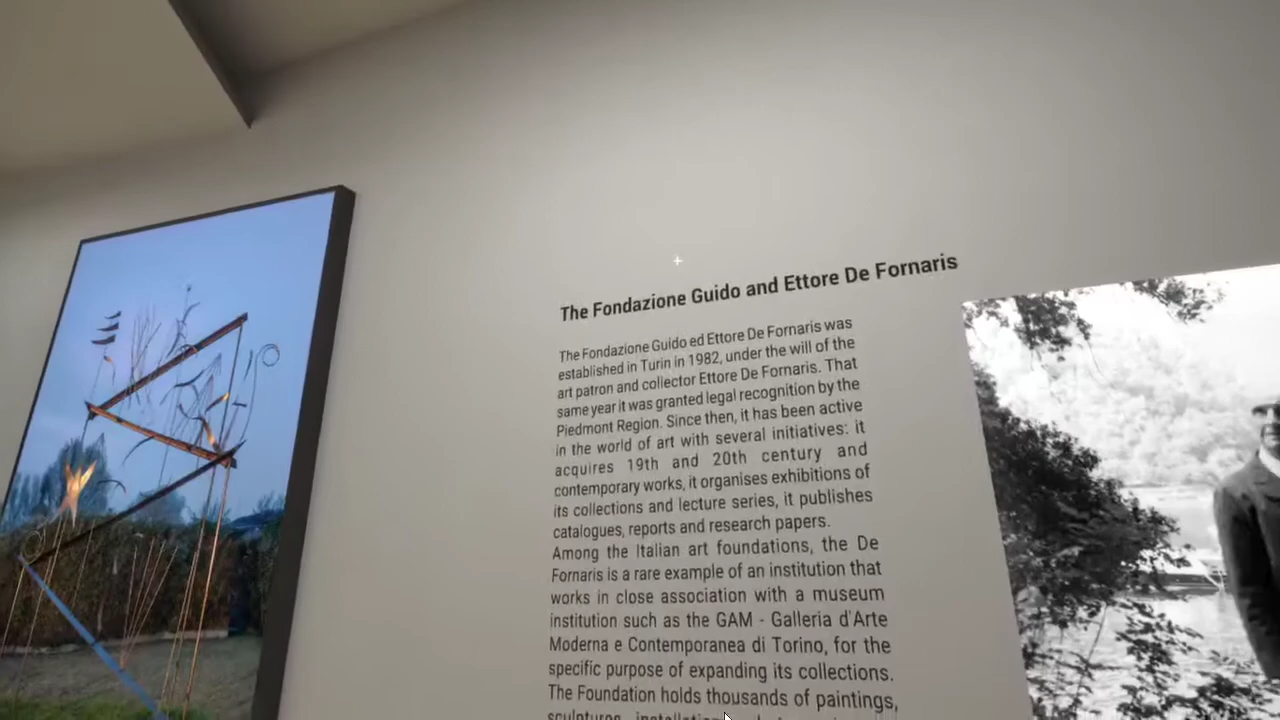 The Fondazione Guido and Ettore De Fornaris
The Fondazione Guido ed Ettore De Fornaris was
established in Turin in 1982, under the will of the
art patron and collector Ettore De Fornaris. That
same year it was granted legal recognition by the
Piedmont Region. Since then, it has been active
in the world of art with several initiatives: it
acquires 19th and 20th century and
contemporary works, it organises exhibitions of
its collections and lecture series, it publishes
catalogues, reports and research papers.
Among the Italian art foundations, the De
Fornaris is a rare example of an institution that
works in close association with a museum
institution such as the GAM - Galleria d'Arte
Moderna e Contemporanea di Torino, for the
specific purpose of expanding its collections.
The Foundation holds thousands of paintings,